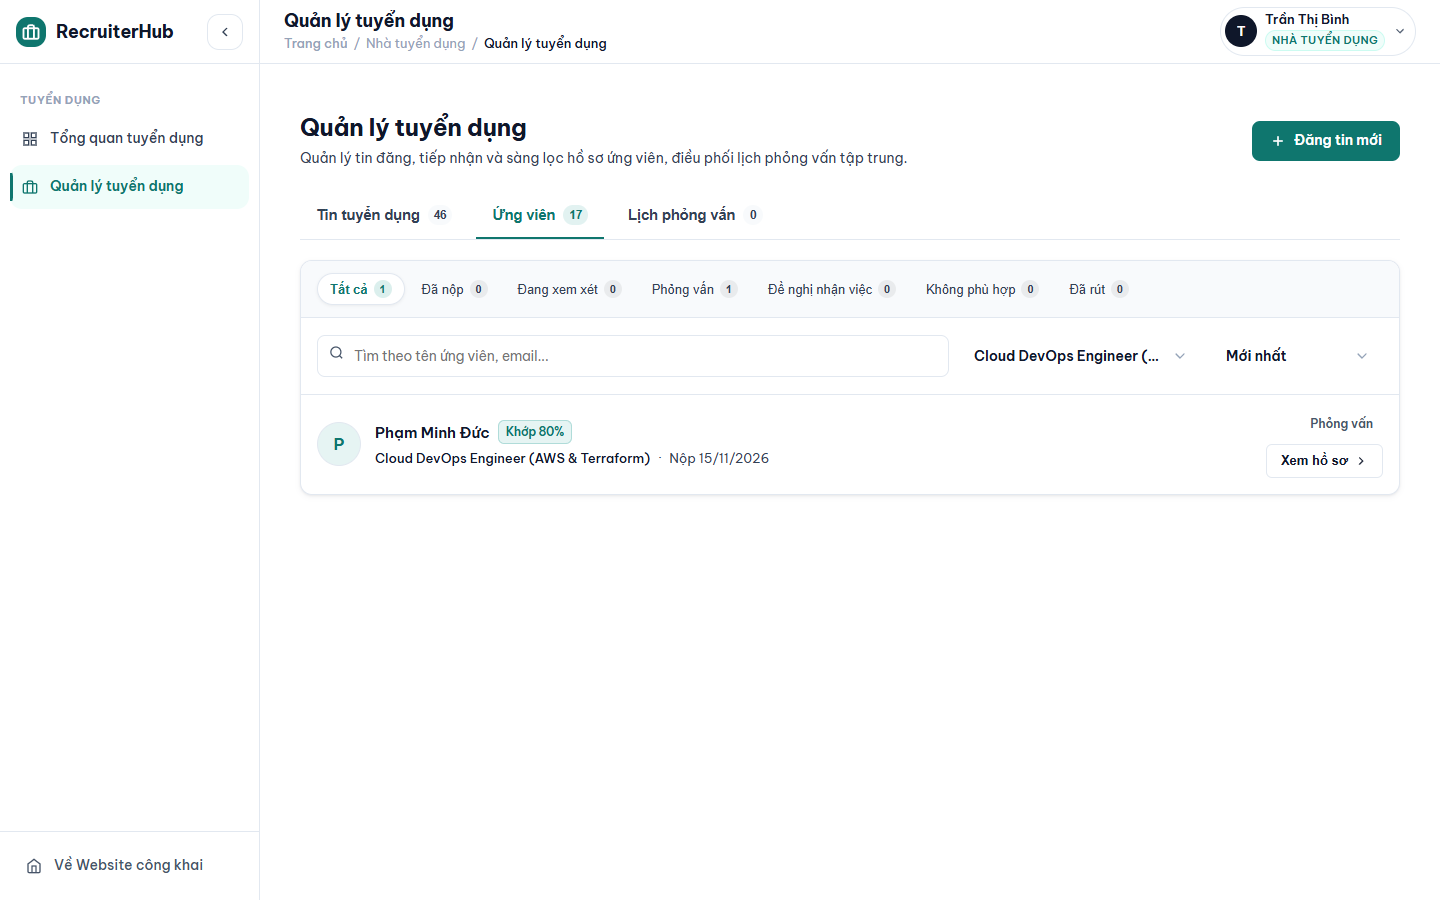 RecruiterHub
Quản lý tuyển dụng
Trang chủ / Nhà tuyển dụng / Quản lý tuyển dụng
T
Trần Thị Bình
NHÀ TUYỂN DỤNG
TUYỂN DỤNG
Tổng quan tuyển dụng
Quản lý tuyển dụng
Về Website công khai
Quản lý tuyển dụng
Quản lý tin đăng, tiếp nhận và sàng lọc hồ sơ ứng viên, điều phối lịch phỏng vấn tập trung.
+ Đăng tin mới
Tin tuyển dụng 46 Ứng viên 17 Lịch phỏng vấn 0
Tất cả 1 Đã nộp 0 Đang xem xét 0 Phỏng vấn 1 Đề nghị nhận việc 0 Không phù hợp 0 Đã rút 0
Tìm theo tên ứng viên, email... Cloud DevOps Engineer (... Mới nhất
P
Phạm Minh Đức Khớp 80%
Cloud DevOps Engineer (AWS & Terraform) · Nộp 15/11/2026
Phỏng vấn
Xem hồ sơ